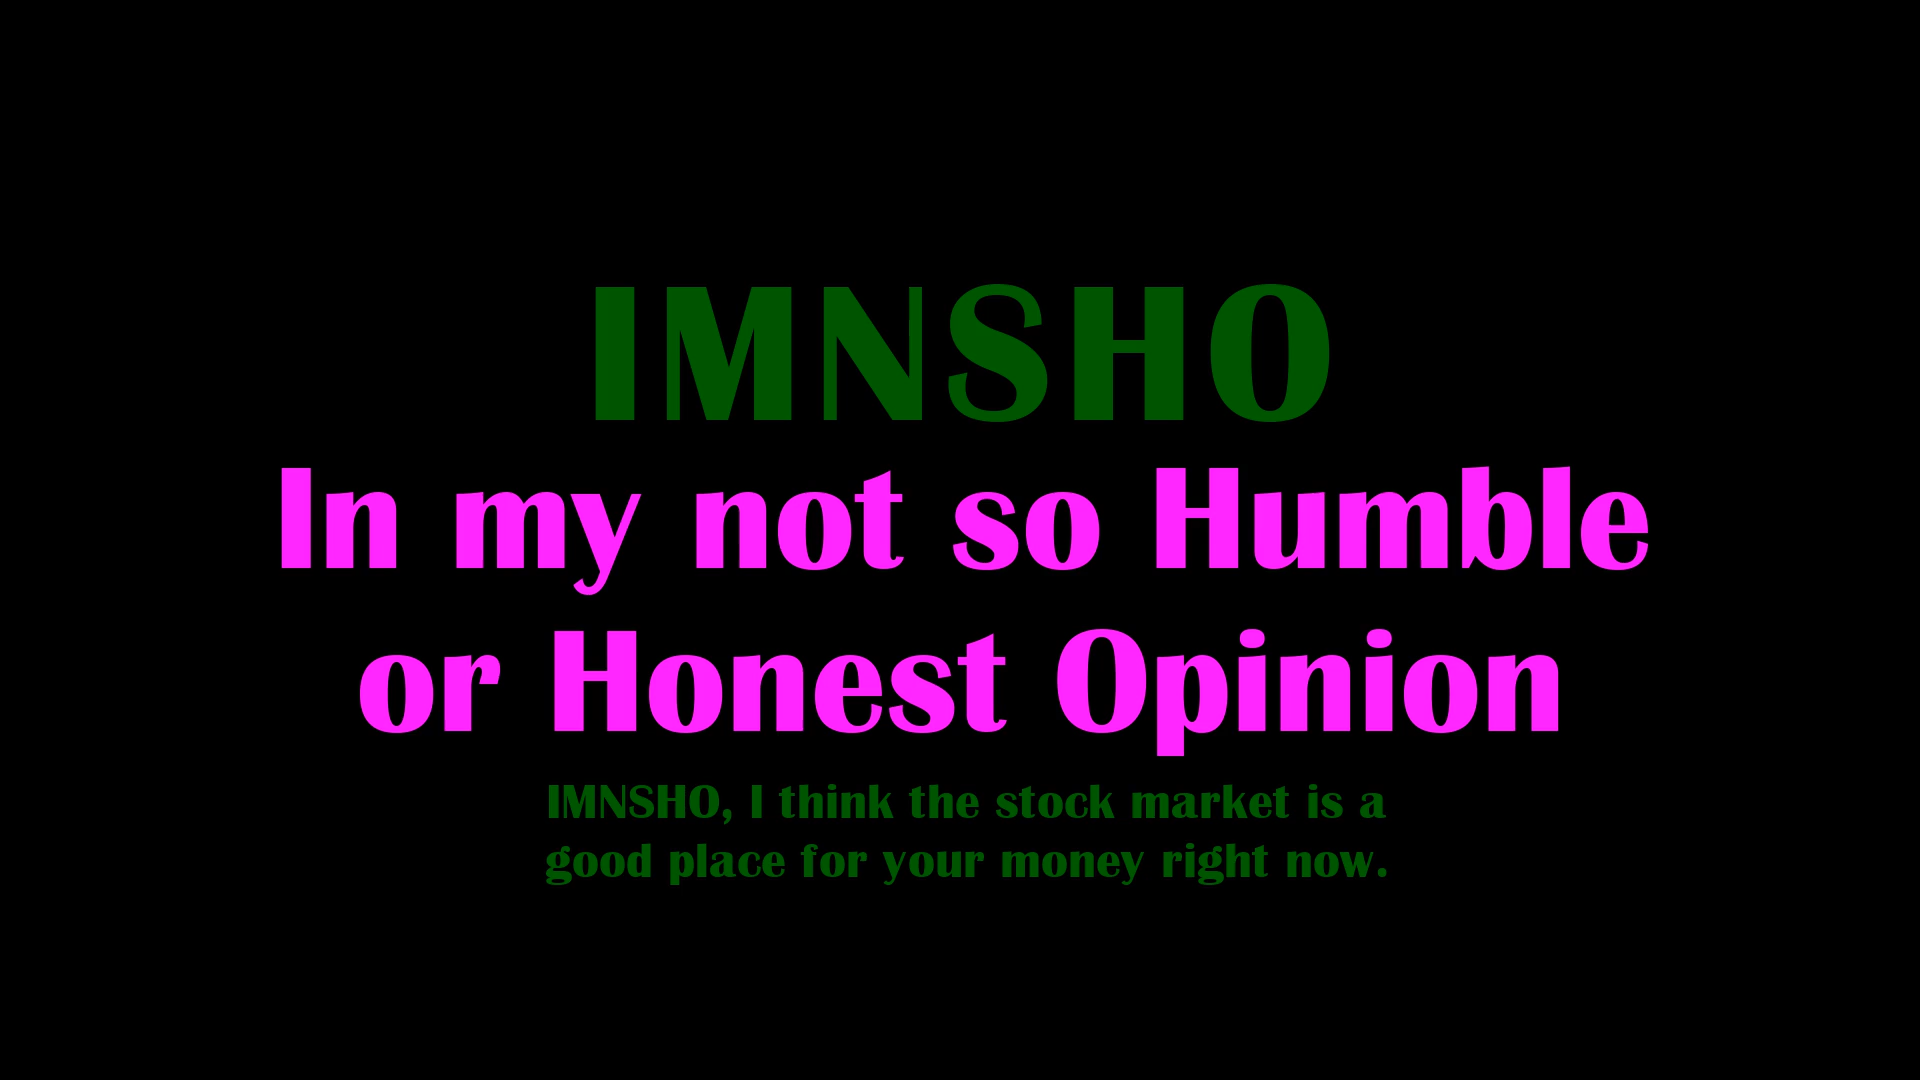 IMNSHO
In my not so Humble
or Honest Opinion
IMNSHO, I think the stock market is a
good place for your money right now.